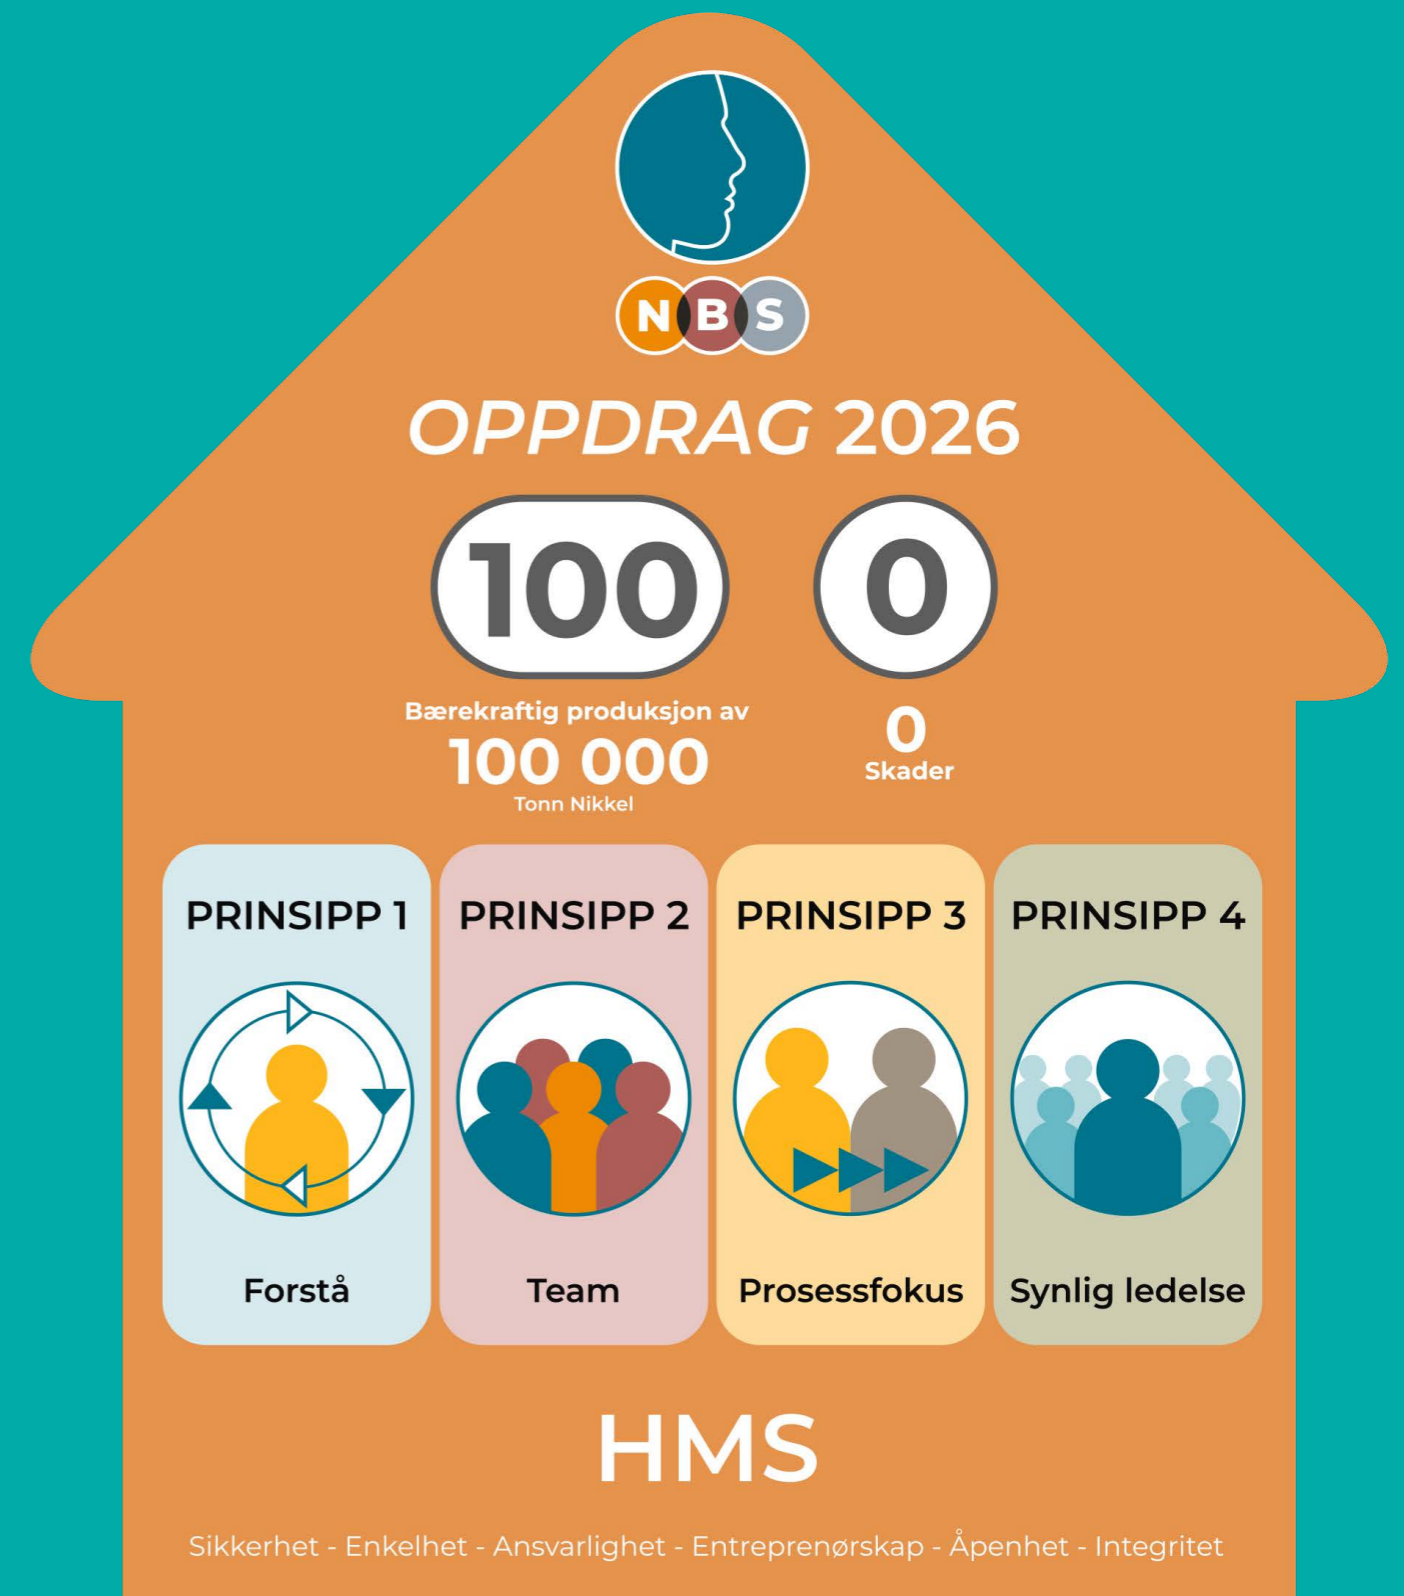 NBS
OPPDRAG 2026
100 0
Bærekraftig produksjon av
100 000
Tonn Nikkel
0
Skader
PRINSIPP 1
Forstå
PRINSIPP 2
Team
PRINSIPP 3
Prosessfokus
PRINSIPP 4
Synlig ledelse
HMS
Sikkerhet - Enkelhet - Ansvarlighet - Entreprenørskap - Åpenhet - Integritet